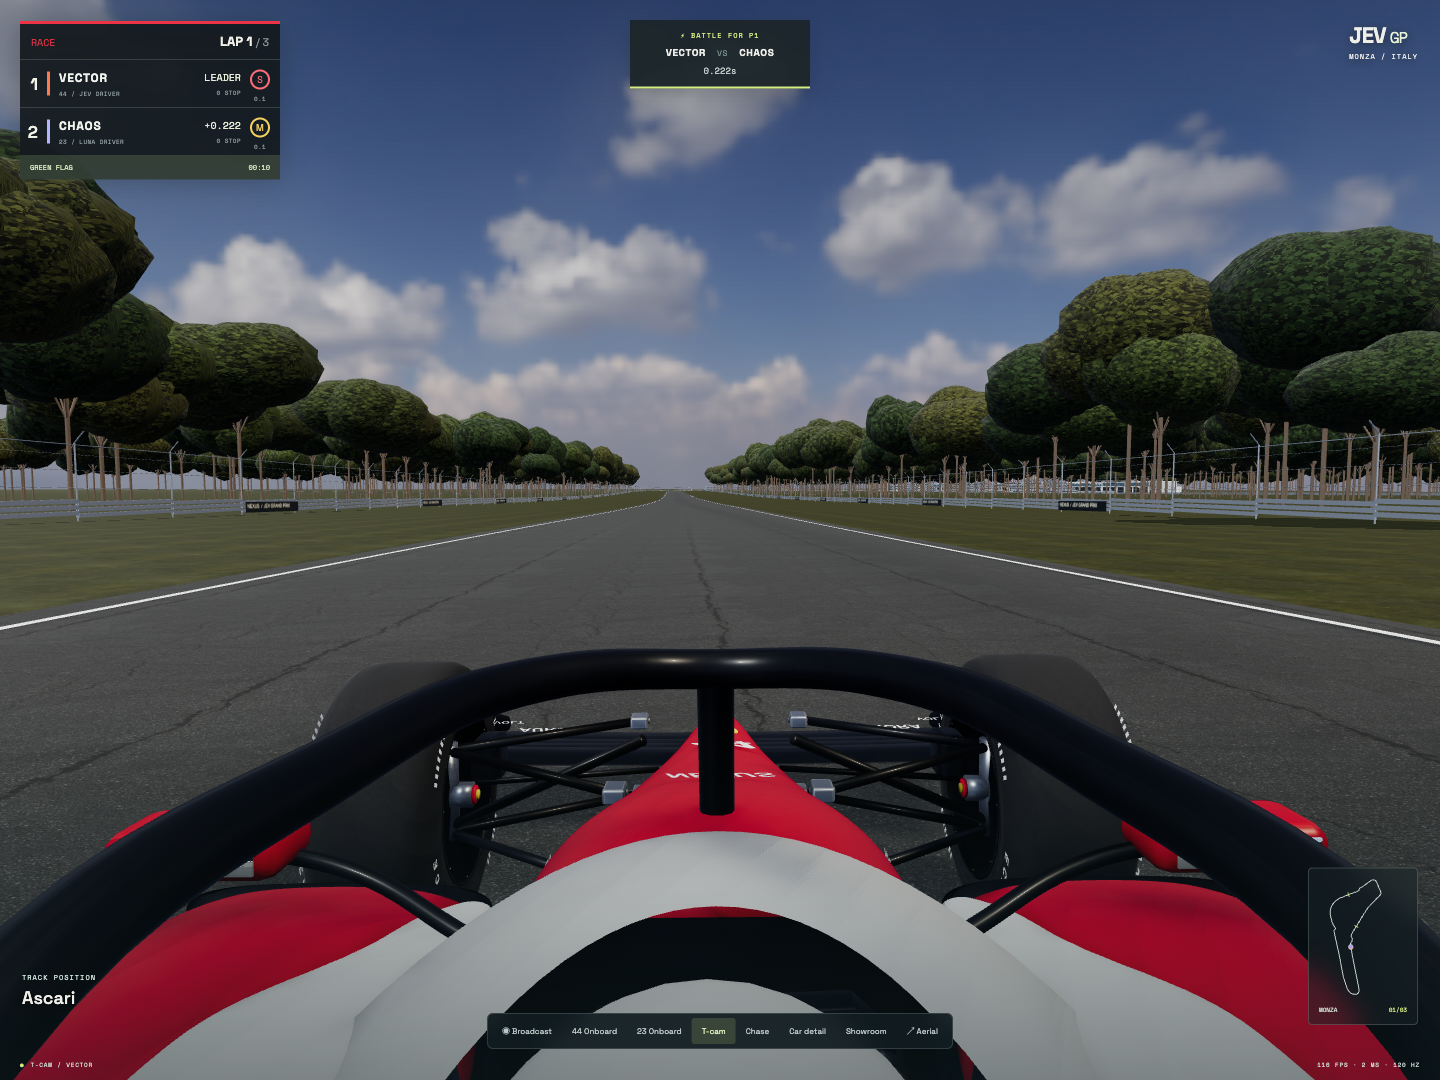 RACE
LAP 1 / 3
1 VECTOR LEADER S
44 / JEV DRIVER 0 STOP 0.1
2 CHAOS +0.222 M
23 / LUNA DRIVER 0 STOP 0.1
GREEN FLAG 00:10
⚡ BATTLE FOR P1
VECTOR VS CHAOS
0.222s
JEV GP
MONZA / ITALY
TRACK POSITION
Ascari
T-CAM / VECTOR
Broadcast 44 Onboard 23 Onboard T-cam Chase Car detail Showroom Aerial
MONZA 01/03
116 FPS · 2 MS · 120 HZ